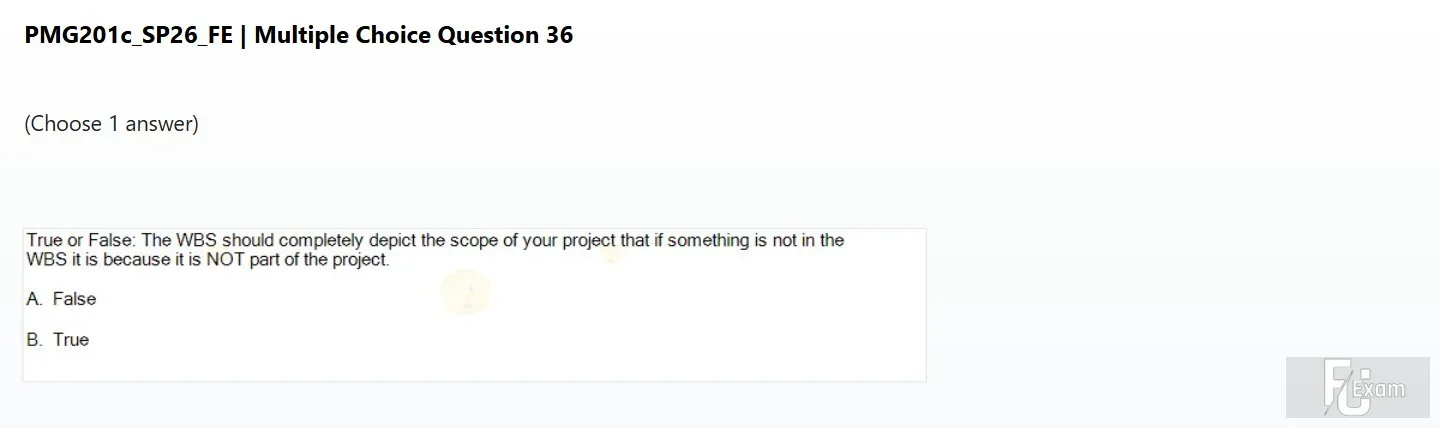 PMG201c_SP26_FE | Multiple Choice Question 36
(Choose 1 answer)
True or False: The WBS should completely depict the scope of your project that if something is not in the
WBS it is because it is NOT part of the project.
A. False
B. True
FU Exam